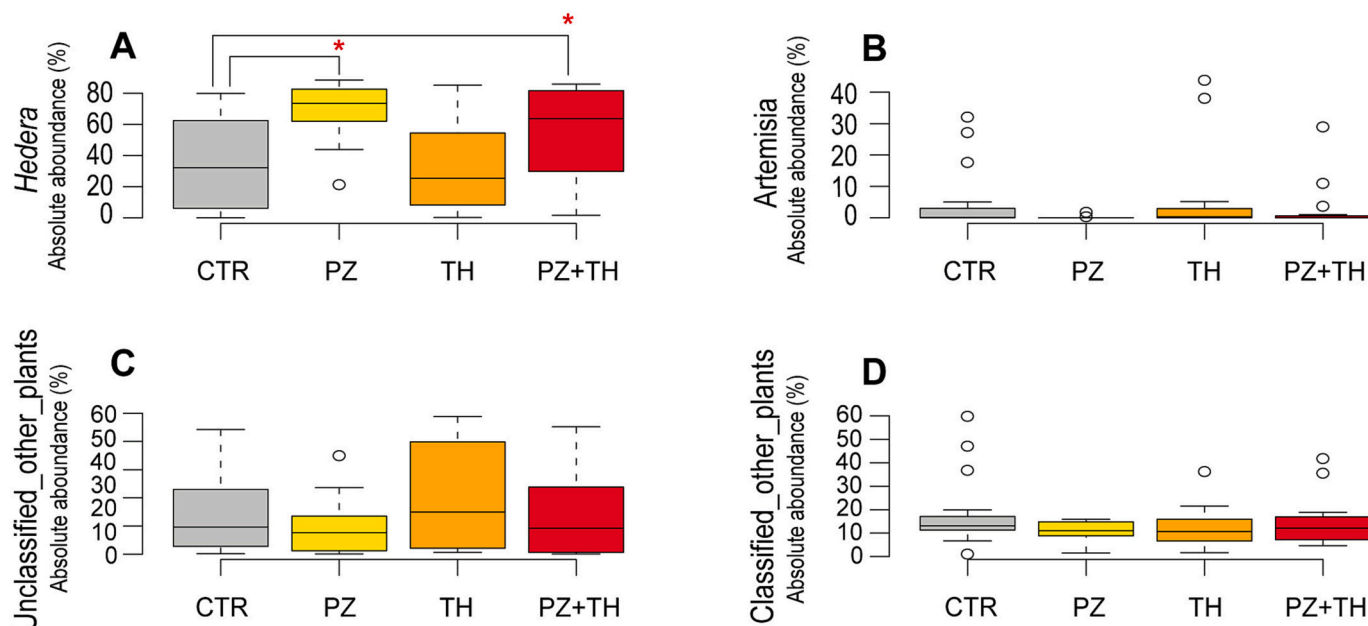 A
*
*
Hedera
Absolute aboundance (%)
80
60
40
20
0
CTR
PZ
TH
PZ+TH
B
Artemisia
Absolute aboundance (%)
40
30
20
10
0
CTR
PZ
TH
PZ+TH
C
Unclassified_other_plants
Absolute aboundance (%)
60
50
40
30
20
10
0
CTR
PZ
TH
PZ+TH
D
Classified_other_plants
Absolute aboundance (%)
60
50
40
30
20
10
0
CTR
PZ
TH
PZ+TH